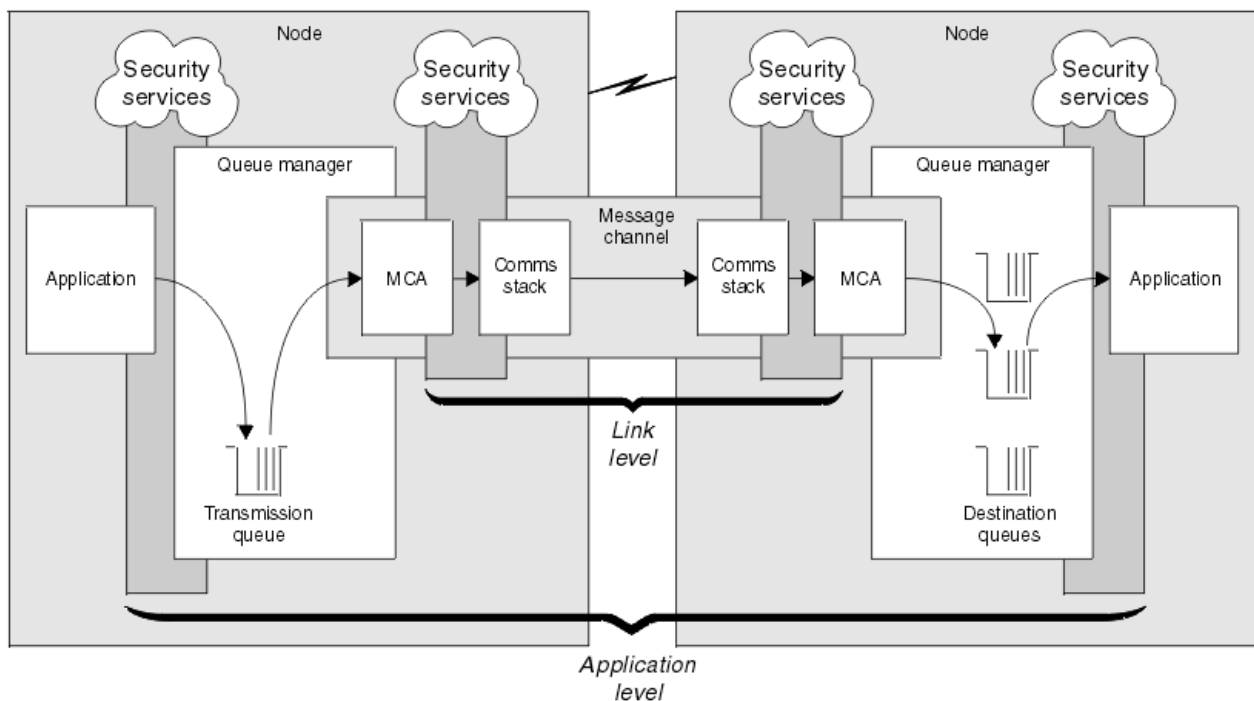 Node
Node
Security
services
Security
services
Security
services
Security
services
Queue manager
Queue manager
Message
channel
Application
MCA
Comms
stack
Comms
stack
MCA
Application
Link
level
Transmission
queue
Destination
queues
Application
level